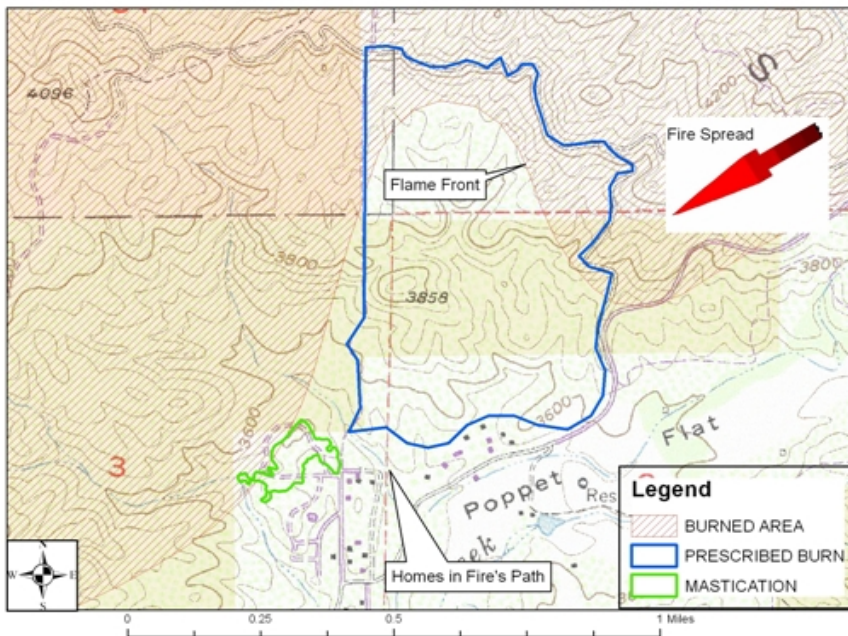 4096
4200
S
Fire Spread
Flame Front
3800
3800
3858
3600
3600
3
Flat
Poppet
Res
eek
Homes in Fire's Path
N
W E
S
Legend
BURNED AREA
PRESCRIBED BURN
MASTICATION
0 0.25 0.5 1 Miles